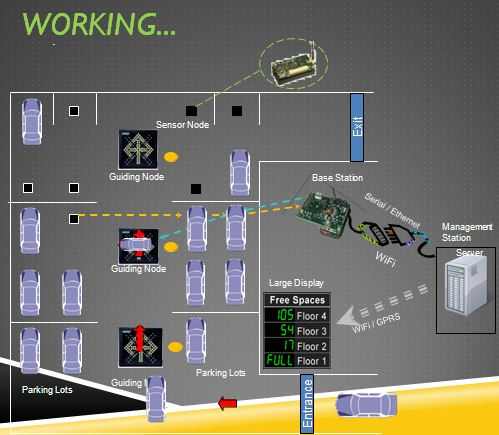 WORKING...
Sensor Node
Exit
Guiding Node
Base Station
Serial / Ethernet
Management
Station
Server
WiFi
Guiding Node
Large Display
Free Spaces
105 Floor 4
54 Floor 3
17 Floor 2
FULL Floor 1
WiFi / GPRS
Parking Lots
Parking Lots
Guiding
Entrance